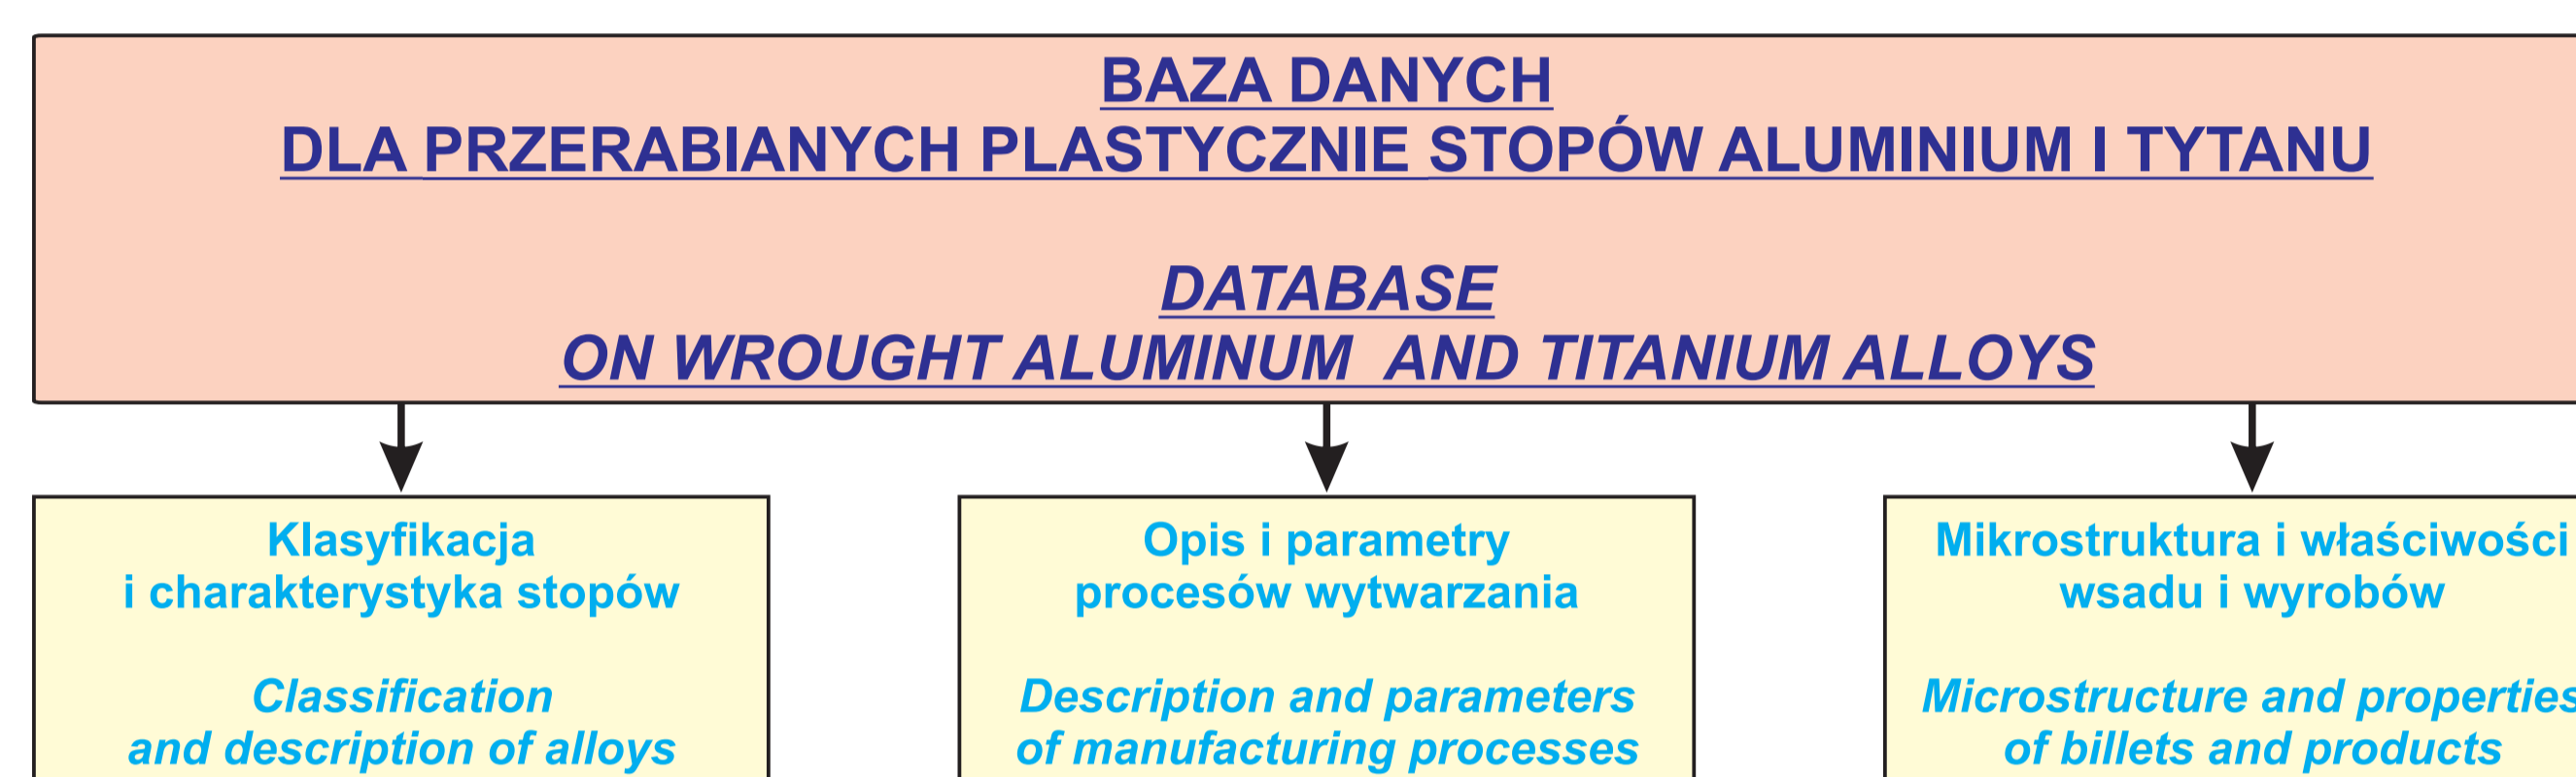 BAZA DANYCH
DLA PRZERABIANYCH PLASTYCZNIE STOPÓW ALUMINIUM I TYTANU
DATABASE
ON WROUGHT ALUMINUM AND TITANIUM ALLOYS
Klasyfikacja
i charakterystyka stopów
Classification
and description of alloys
Opis i parametry
procesów wytwarzania
Description and parameters
of manufacturing processes
Mikrostruktura i właściwości
wsadu i wyrobów
Microstructure and properties
of billets and products